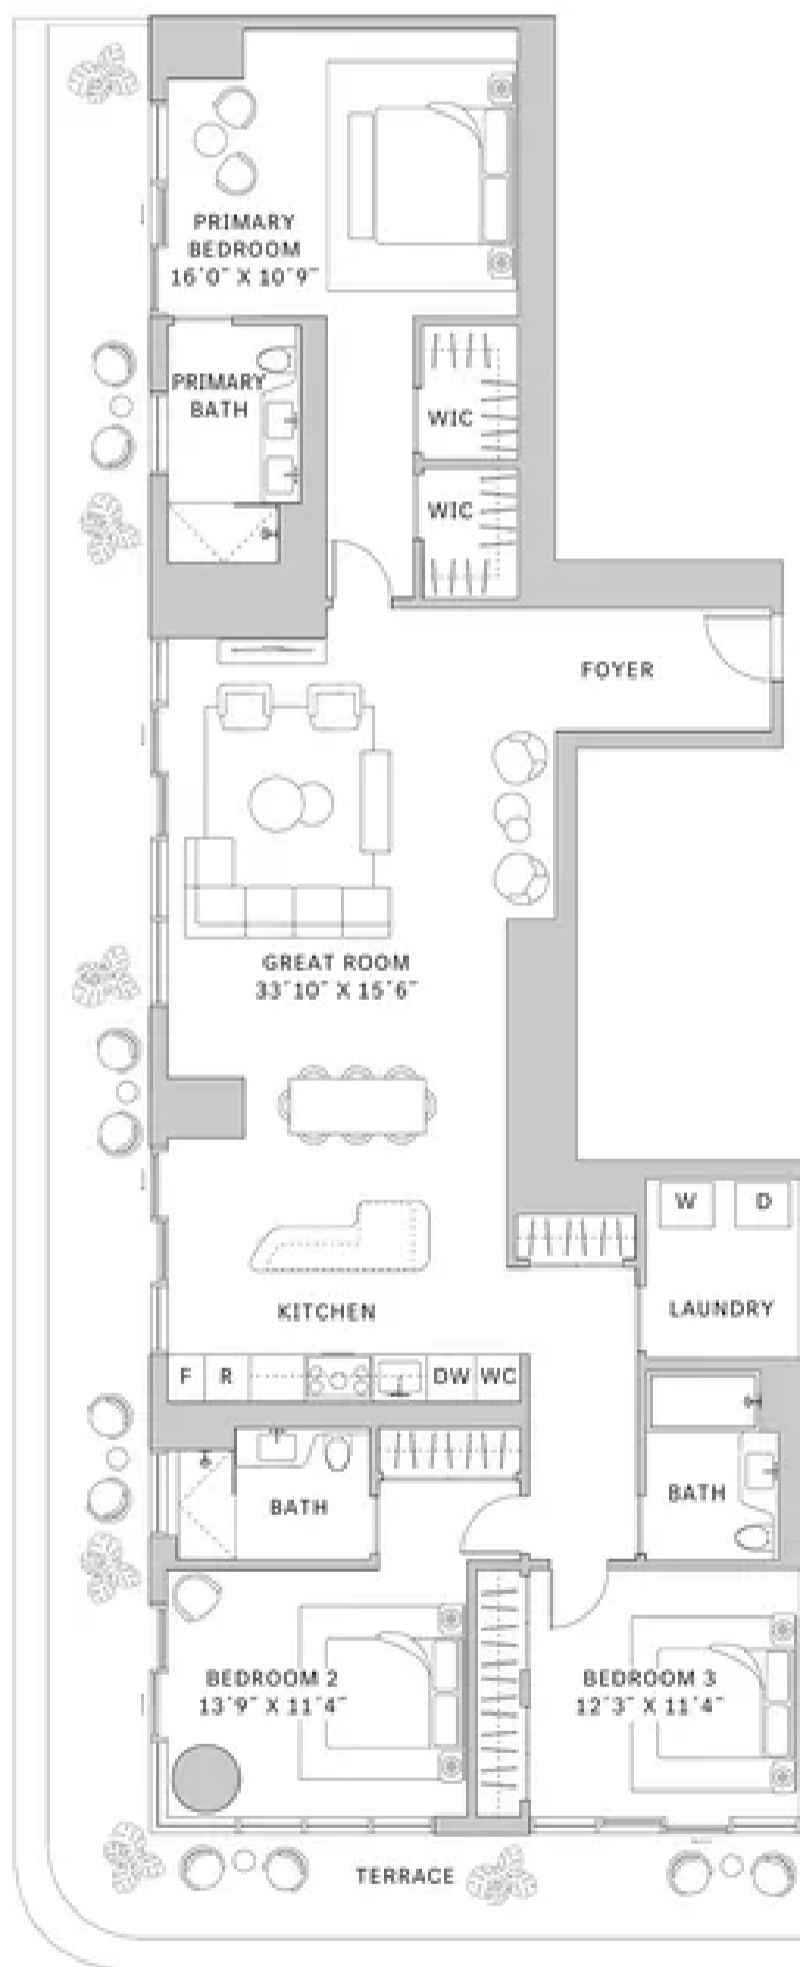 PRIMARY
BEDROOM
16'0" X 10'9"
PRIMARY
BATH
WIC
WIC
FOYER
GREAT ROOM
33'10" X 15'6"
W
D
LAUNDRY
KITCHEN
F
R
DW
WC
BATH
BATH
BEDROOM 2
13'9" X 11'4"
BEDROOM 3
12'3" X 11'4"
TERRACE